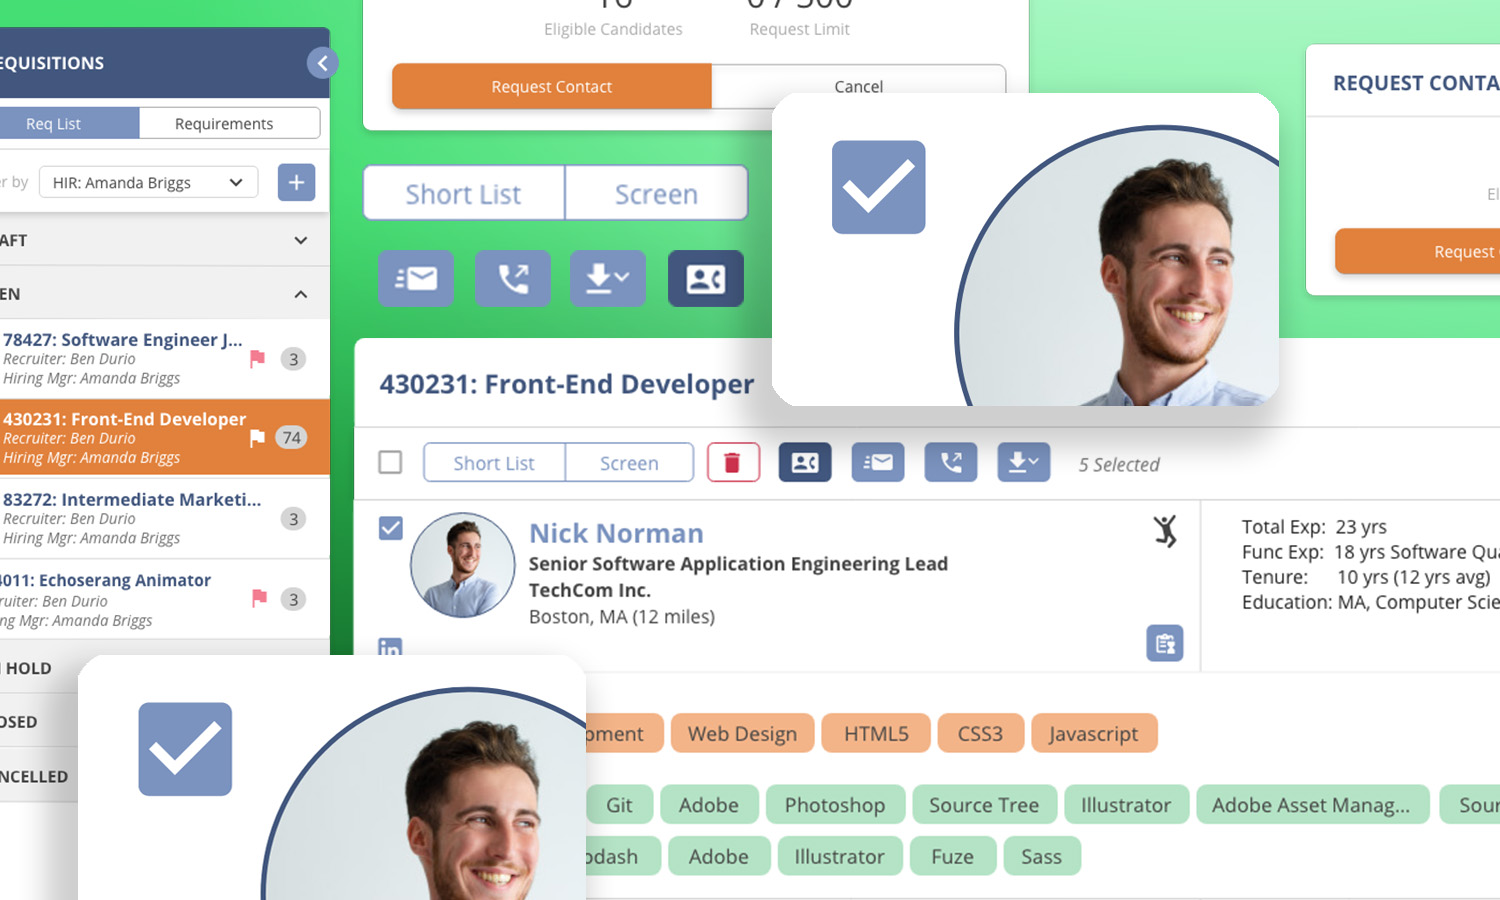 Eligible Candidates
Request Limit
Request Contact
Cancel
EQUISITIONS
Req List
Requirements
er by
HIR: Amanda Briggs
AFT
EN
78427: Software Engineer J...
Recruiter: Ben Durio
Hiring Mgr: Amanda Briggs
3
430231: Front-End Developer
Recruiter: Ben Durio
Hiring Mgr: Amanda Briggs
74
83272: Intermediate Marketi...
Recruiter: Ben Durio
Hiring Mgr: Amanda Briggs
3
4011: Echoserang Animator
ruiter: Ben Durio
ng Mgr: Amanda Briggs
3
HOLD
OSED
NCELLED
Short List
Screen
REQUEST CONTA
El
Request
430231: Front-End Developer
Short List
Screen
5 Selected
Nick Norman
Senior Software Application Engineering Lead
TechCom Inc.
Boston, MA (12 miles)
in
Total Exp: 23 yrs
Func Exp: 18 yrs Software Qua
Tenure: 10 yrs (12 yrs avg)
Education: MA, Computer Scie
pment
Web Design
HTML5
CSS3
Javascript
Git
Adobe
Photoshop
Source Tree
Illustrator
Adobe Asset Manag...
Sour
odash
Adobe
Illustrator
Fuze
Sass